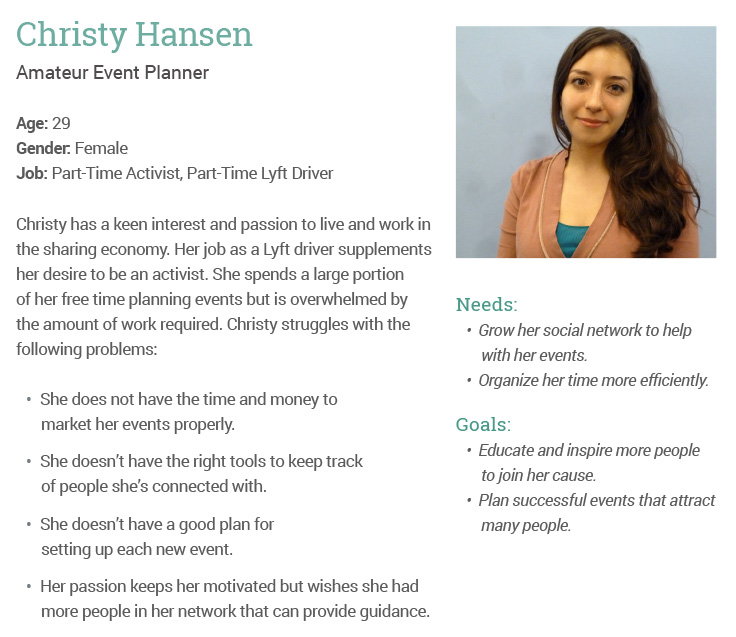 Christy Hansen
Amateur Event Planner
Age: 29
Gender: Female
Job: Part-Time Activist, Part-Time Lyft Driver
Christy has a keen interest and passion to live and work in
the sharing economy. Her job as a Lyft driver supplements
her desire to be an activist. She spends a large portion
of her free time planning events but is overwhelmed by
the amount of work required. Christy struggles with the
following problems:
• She does not have the time and money to
market her events properly.
• She doesn’t have the right tools to keep track
of people she’s connected with.
• She doesn’t have a good plan for
setting up each new event.
• Her passion keeps her motivated but wishes she had
more people in her network that can provide guidance.
Needs:
• Grow her social network to help
with her events.
• Organize her time more efficiently.
Goals:
• Educate and inspire more people
to join her cause.
• Plan successful events that attract
many people.